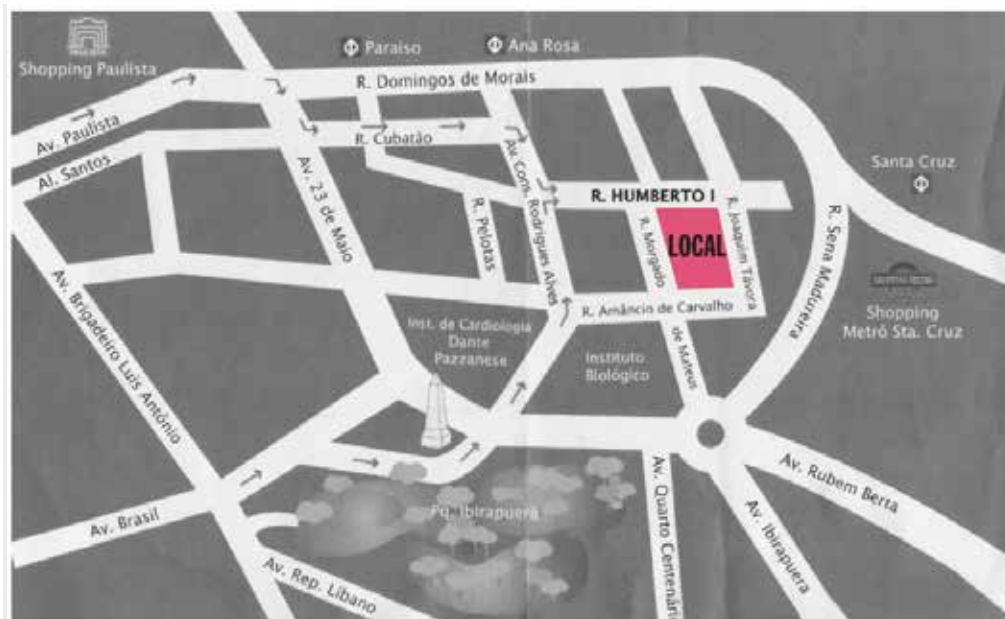 Shopping Paulista
Paraiso
Ana Rosa
R. Domingos de Morais
Av. Paulista
R. Cubatão
Al. Santos
Av. 23 de Maio
Av. Cons. Rodrigues Alves
R. HUMBERTO I
Santa Cruz
R. Pelotas
R. Morgado
LOCAL
R. Joaquim Távora
R. Sena Madureira
Av. Brigadeiro Luis Antônio
R. Amâncio de Carvalho
Shopping
Metrô Sta. Cruz
Inst. de Cardiologia
Dante
Pazzanese
Instituto
Biológico
de Mateus
Av. Brasil
Pq. Ibirapuera
Av. Quarto Centenário
Av. Rubem Berta
Av. Ibirapuera
Av. Rep. Líbano